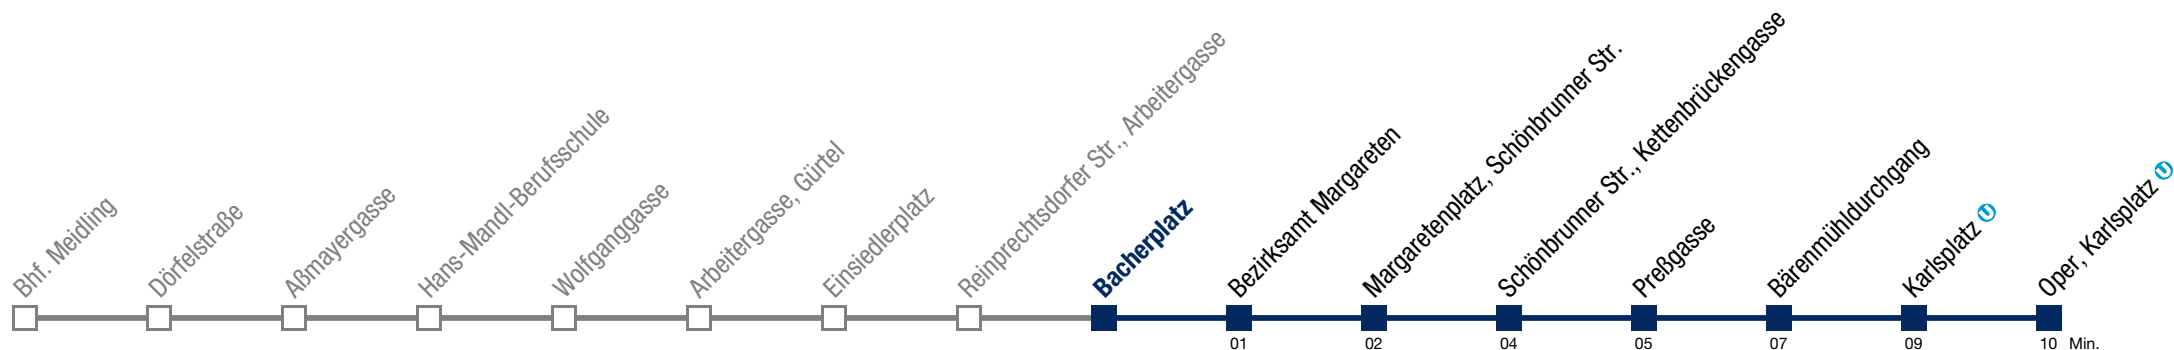 Bhf. Meidling
Dörfelstraße
Aßmayergasse
Hans-Mandl-Berufsschule
Wolfganggasse
Arbeitergasse, Gürtel
Einsiedlerplatz
Reinprechtsdorfer Str., Arbeitergasse
Bacherplatz
Bezirksamt Margareten
Margaretenplatz, Schönbrunner Str.
Schönbrunner Str., Kettenbrückengasse
Preßgasse
Bärenmühldurchgang
Karlsplatz U
Oper, Karlsplatz U
01 02 04 05 07 09 10 Min.